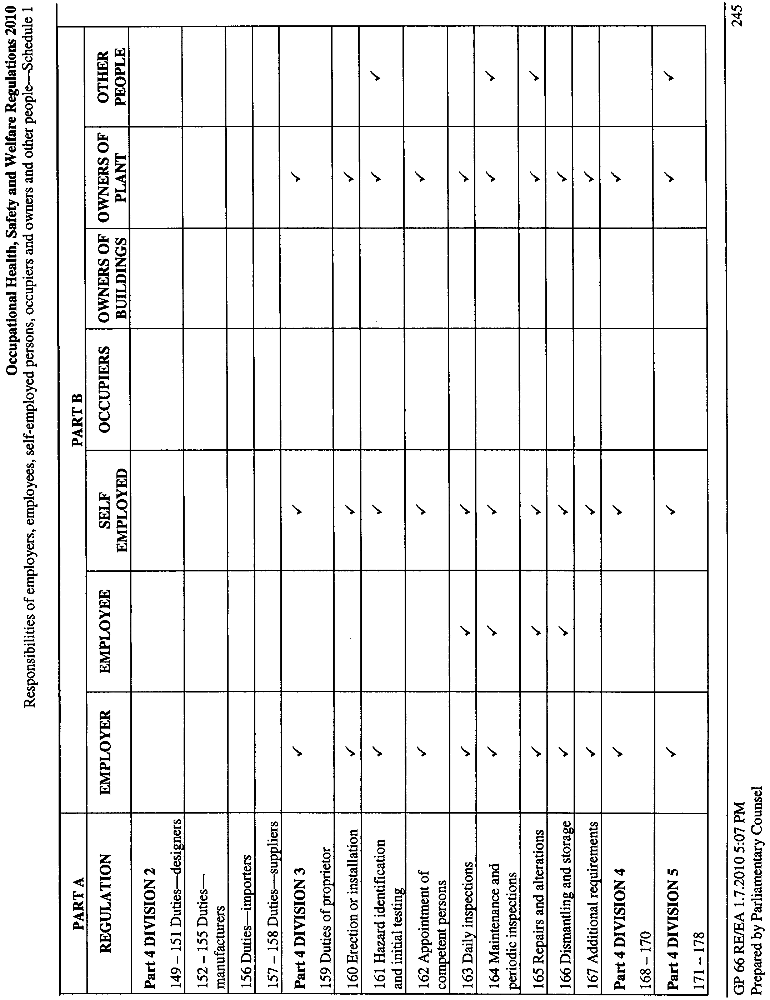 Occupational Health, Safety and Welfare Regulations 2010
Responsibilities of employers, employees, self-employed persons, occupiers and owners and other people—Schedule 1
PART A PART B
REGULATION EMPLOYER EMPLOYEE SELF OCCUPIERS OWNERS OF OWNERS OF OTHER
EMPLOYED BUILDINGS PLANT PEOPLE
Part 4 DIVISION 2
149 – 151 Duties—designers
152 – 155 Duties—
manufacturers
156 Duties—importers
157 – 158 Duties—suppliers
Part 4 DIVISION 3 ✓ ✓ ✓
159 Duties of proprietor
160 Erection or installation ✓ ✓ ✓
161 Hazard identification ✓ ✓ ✓ ✓
and initial testing
162 Appointment of ✓ ✓ ✓
competent persons
163 Daily inspections ✓ ✓ ✓ ✓
164 Maintenance and ✓ ✓ ✓ ✓ ✓
periodic inspections
165 Repairs and alterations ✓ ✓ ✓ ✓ ✓
166 Dismantling and storage ✓ ✓ ✓ ✓
167 Additional requirements ✓ ✓ ✓
Part 4 DIVISION 4 ✓ ✓ ✓
168 – 170
Part 4 DIVISION 5 ✓ ✓ ✓ ✓
171 – 178
GP 66 RE/EA 1.7.2010 5:07 PM 245
Prepared by Parliamentary Counsel